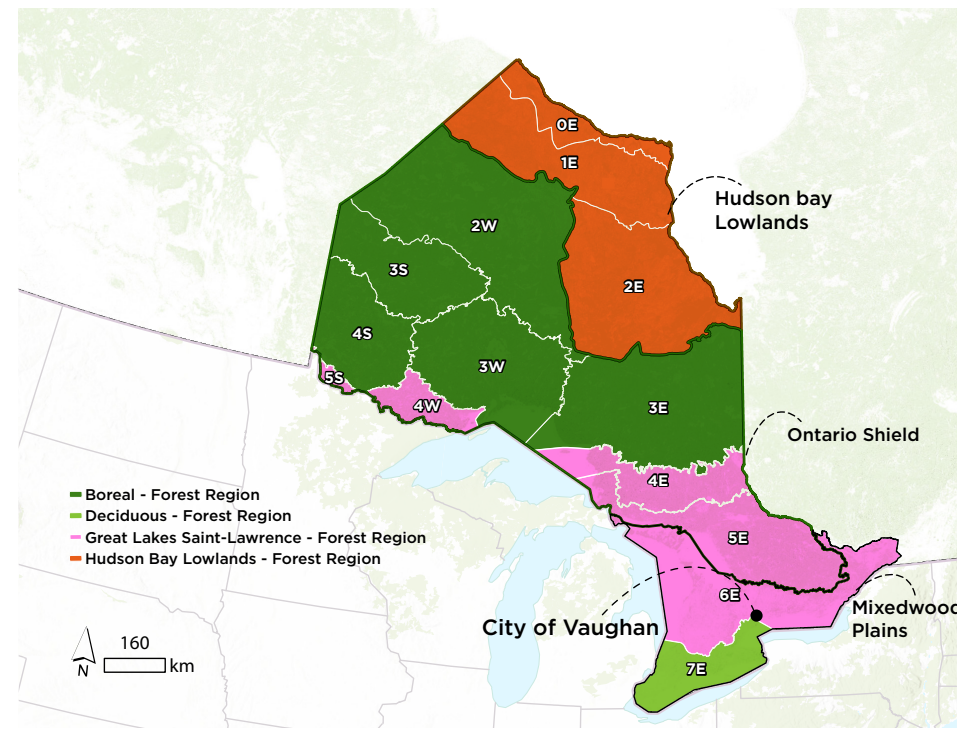 0E
1E
Hudson bay
Lowlands
2W
3S
2E
4S
3W
5S
4W
3E
Ontario Shield
4E
Boreal - Forest Region
Deciduous - Forest Region
Great Lakes Saint-Lawrence - Forest Region
Hudson Bay Lowlands - Forest Region
5E
6E
Mixedwood
Plains
City of Vaughan
7E
160
km
N